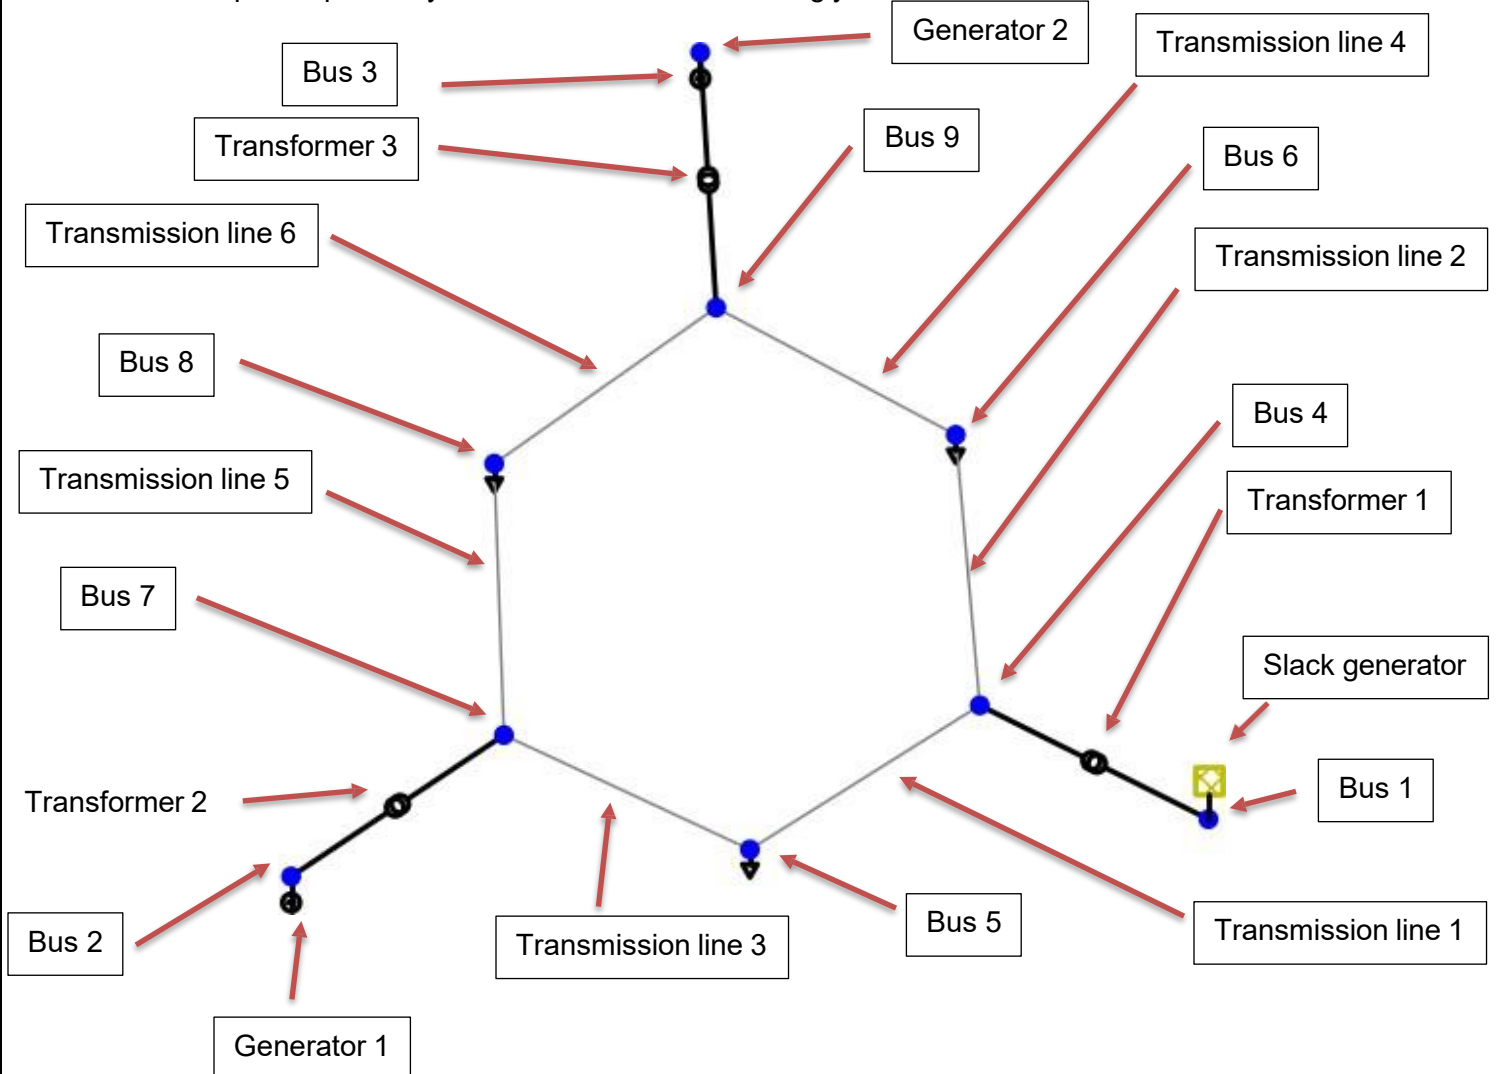 Generator 2
Transmission line 4
Bus 3
Bus 9
Transformer 3
Bus 6
Transmission line 6
Transmission line 2
Bus 8
Bus 4
Transmission line 5
Transformer 1
Bus 7
Slack generator
Transformer 2
Bus 1
Bus 2
Transmission line 3
Bus 5
Transmission line 1
Generator 1